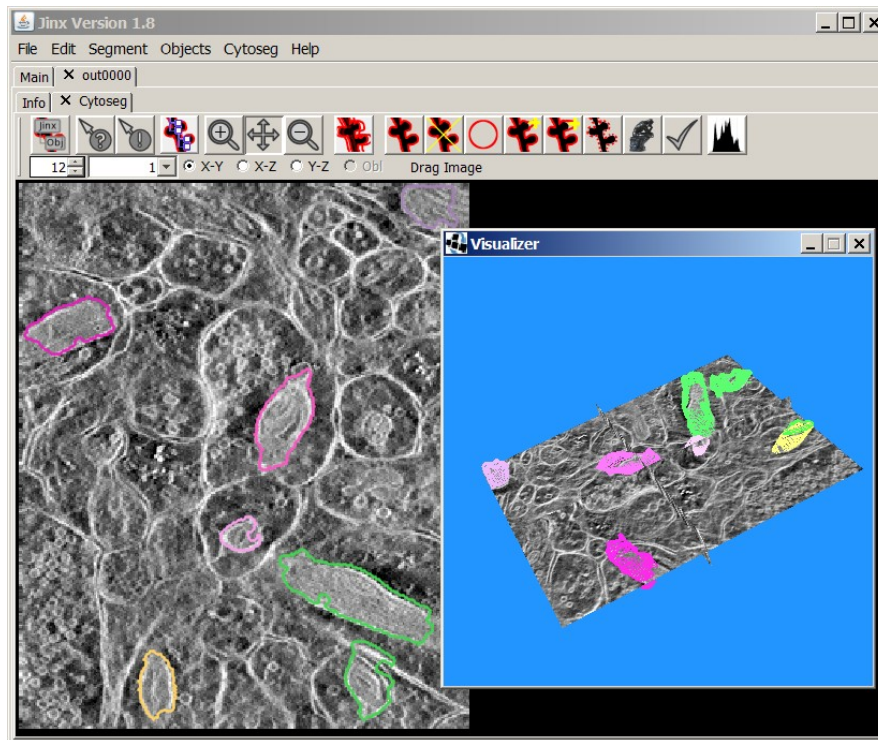 Jinx Version 1.8
File Edit Segment Objects Cytoseg Help
Main X out0000
Info X Cytoseg
Jinx
Obj
12 1 X-Y X-Z Y-Z Obl Drag Image
Visualizer